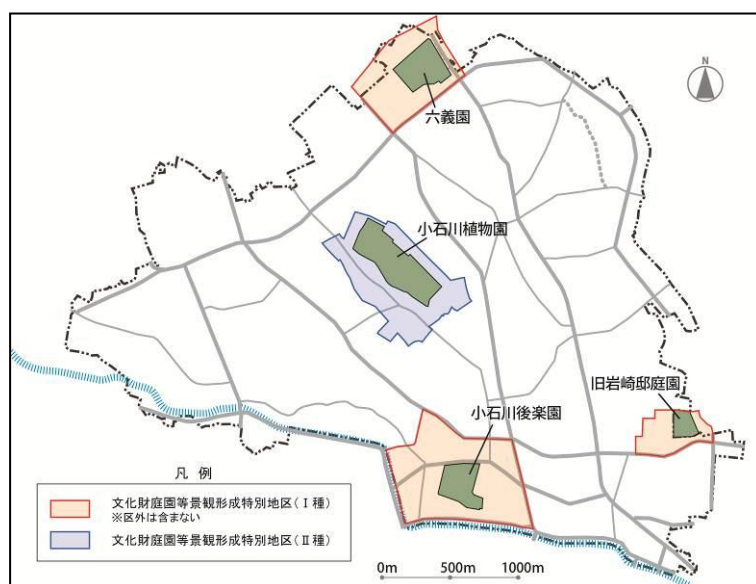 N
六義園
小石川植物園
旧岩崎邸庭園
小石川後楽園
凡 例
文化財庭園等景観形成特別地区(Ⅰ種)
※区外は含まない
文化財庭園等景観形成特別地区(Ⅱ種)
0m 500m 1000m